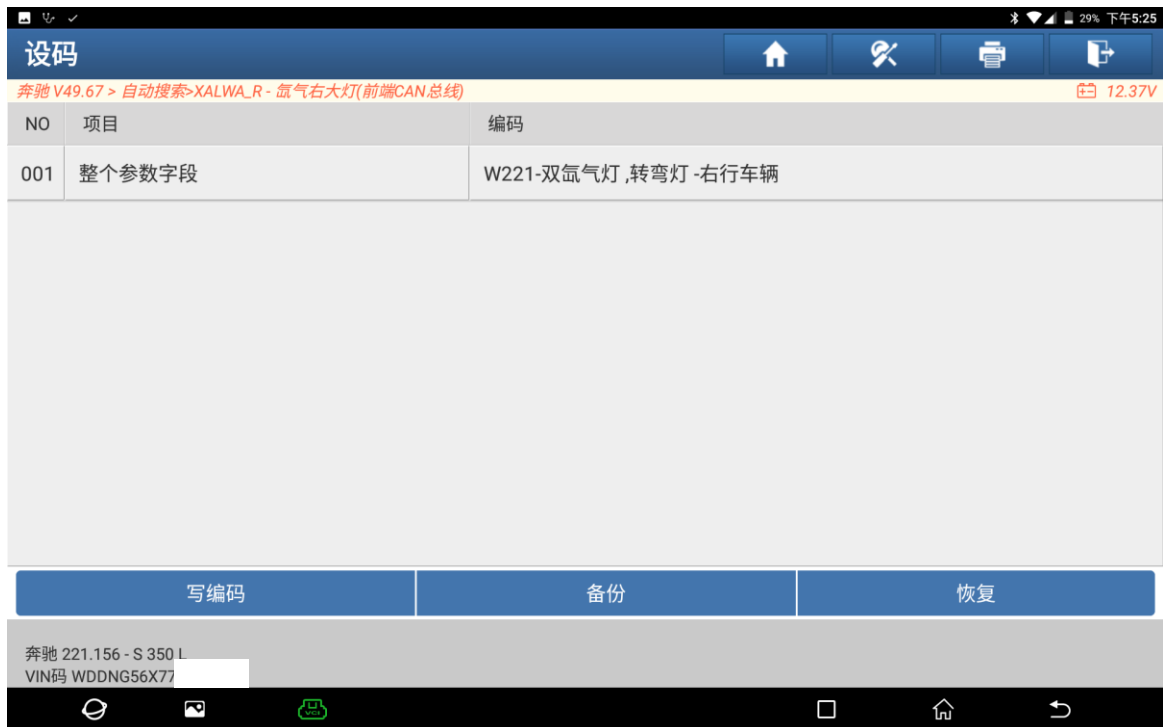 29% 下午5:25
设码
奔驰 V49.67 > 自动搜索>XALWA_R - 氙气右大灯(前端CAN总线) 12.37V
NO 项目 编码
001 整个参数字段 W221-双氙气灯 ,转弯灯 -右行车辆
写编码 备份 恢复
奔驰 221.156 - S 350 L
VIN码 WDDNG56X77
VCI